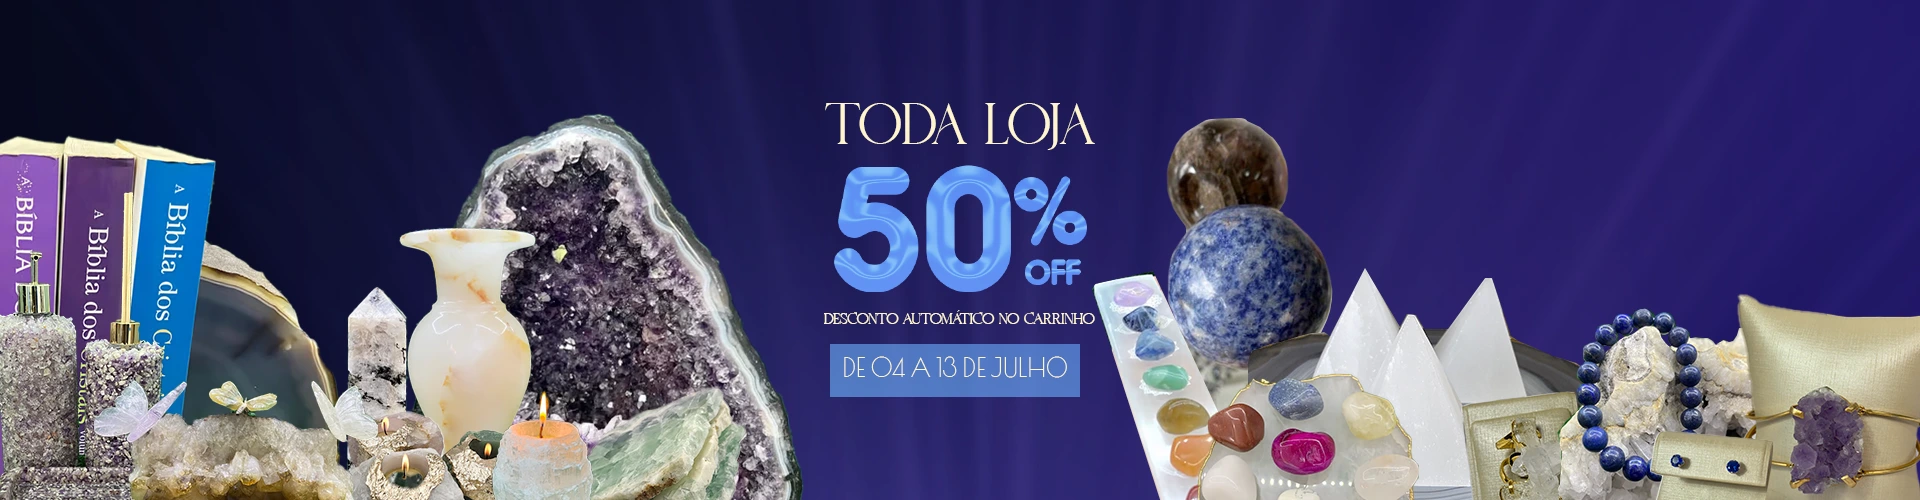 TODA LOJA
50%
OFF
DESCONTO AUTOMÁTICO NO CARRINHO
DE 04 A 13 DE JULHO
A BÍBLIA
A Bíblia dos
A Bíblia dos